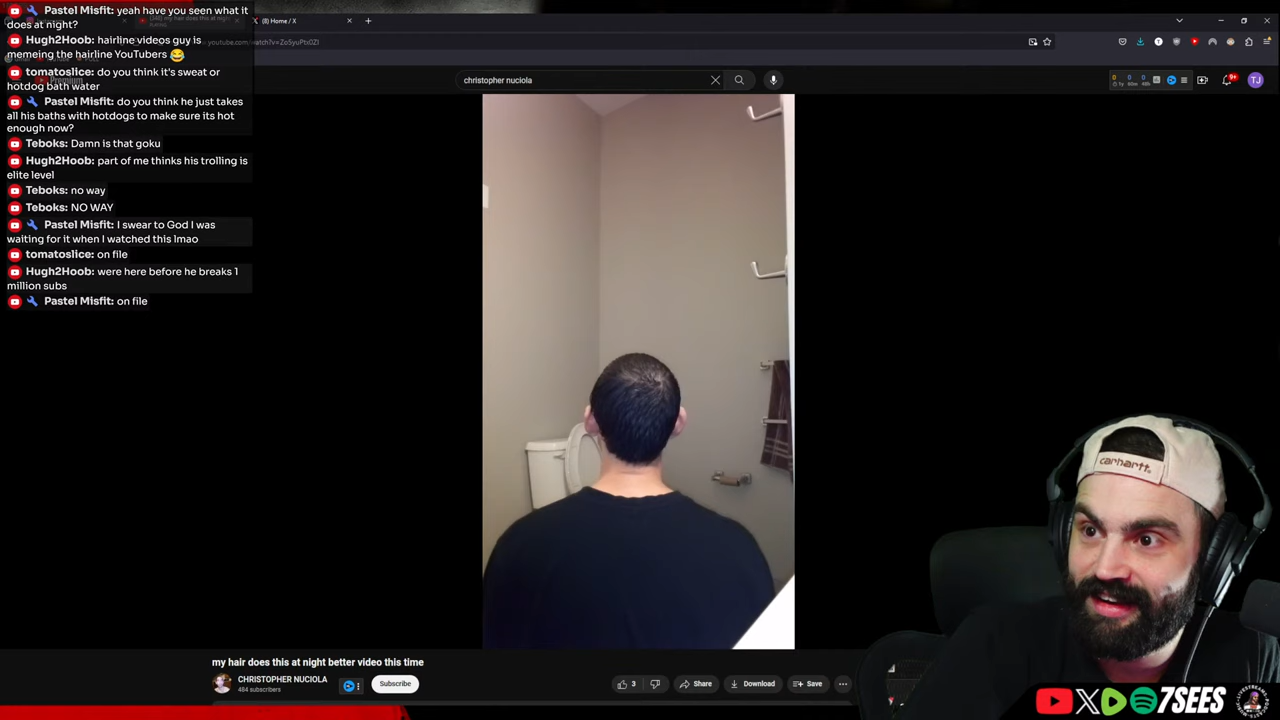 Pastel Misfit: yeah have you seen what it
does at night?
Hugh2Hoob: hairline videos guy is
memeing the hairline YouTubers 😂
tomatoslice: do you think it's sweat or
hotdog bath water
Pastel Misfit: do you think he just takes
all his baths with hotdogs to make sure its hot
enough now?
Teboks: Damn is that goku
Hugh2Hoob: part of me thinks his trolling is
elite level
Teboks: no way
Teboks: NO WAY
Pastel Misfit: I swear to God I was
waiting for it when I watched this lmao
tomatoslice: on file
Hugh2Hoob: were here before he breaks 1
million subs
Pastel Misfit: on file
(8) Home / X
christopher nuciola
9+
TJ
carhartt
my hair does this at night better video this time
CHRISTOPHER NUCIOLA
484 subscribers
Subscribe
3
Share
Download
Save
7SEES